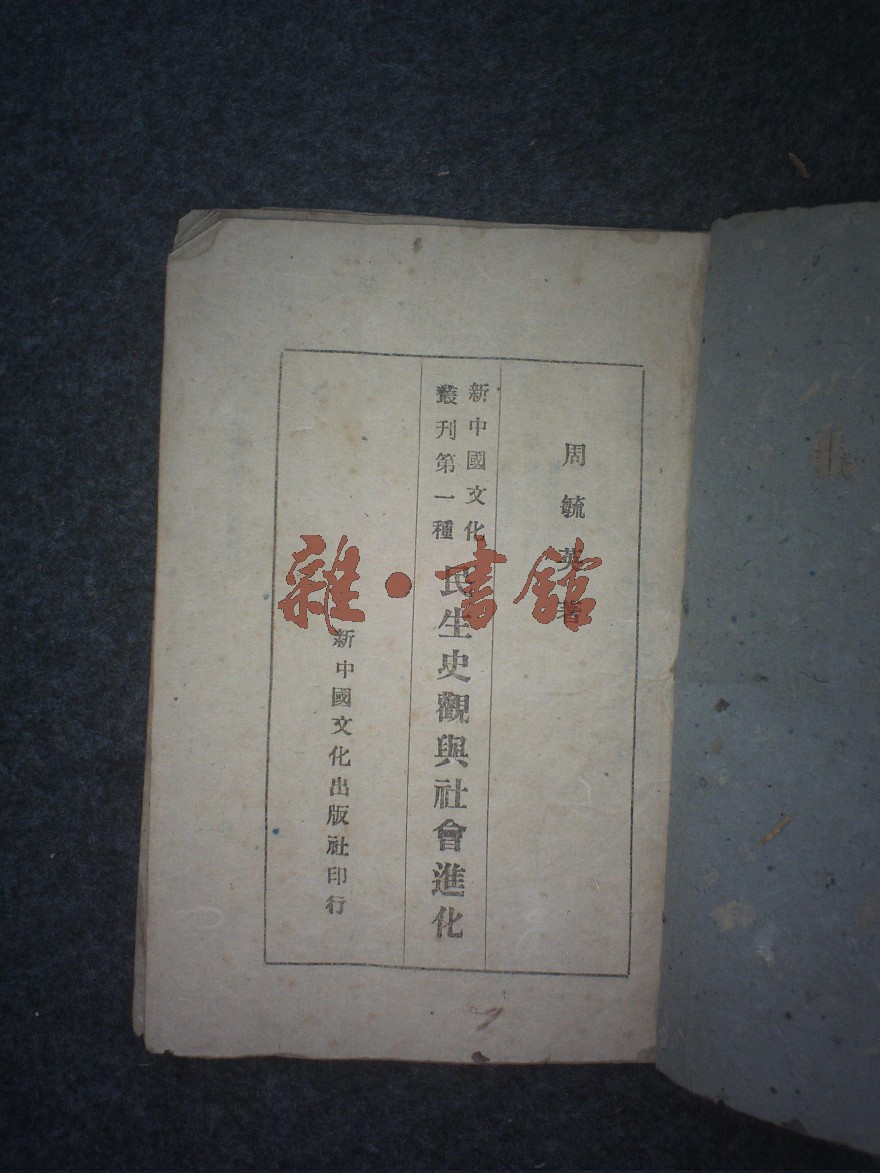 周毓英著
新中國文化
叢刊第一種
民生史觀與社會進化
新中國文化出版社印行
雜·書館